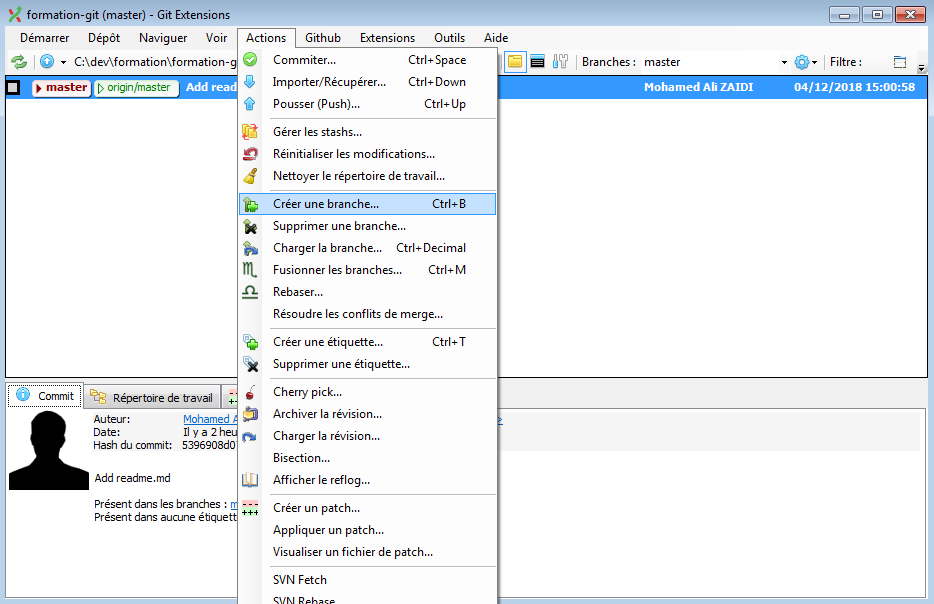 formation-git (master) - Git Extensions
Démarrer Dépôt Naviguer Voir Actions Github Extensions Outils Aide
C:\dev\formation\formation-g Branches : master Filtre :
master origin/master Add read Mohamed Ali ZAIDI 04/12/2018 15:00:58
Commiter... Ctrl+Space
Importer/Récupérer... Ctrl+Down
Pousser (Push)... Ctrl+Up
Gérer les stashs...
Réinitialiser les modifications...
Nettoyer le répertoire de travail...
Créer une branche... Ctrl+B
Supprimer une branche...
Charger la branche... Ctrl+Decimal
Fusionner les branches... Ctrl+M
Rebaser...
Résoudre les conflits de merge...
Créer une étiquette... Ctrl+T
Supprimer une étiquette...
Cherry pick...
Archiver la révision...
Charger la révision...
Bisection...
Afficher le reflog...
Créer un patch...
Appliquer un patch...
Visualiser un fichier de patch...
SVN Fetch
SVN Rebase
Commit Répertoire de travail
Auteur: Mohamed A
Date: Il y a 2 heu
Hash du commit: 5396908d0
Add readme.md
Présent dans les branches : m
Présent dans aucune étiquett